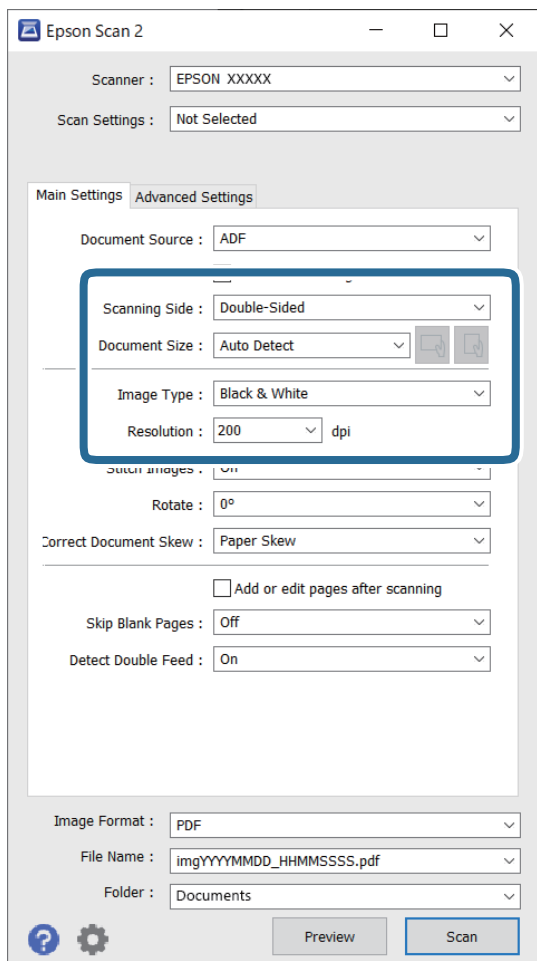 Epson Scan 2
Scanner : EPSON XXXXX
Scan Settings : Not Selected
Main Settings Advanced Settings
Document Source : ADF
Scanning Side : Double-Sided
Document Size : Auto Detect
Image Type : Black & White
Resolution : 200 dpi
Stitch Images : Off
Rotate : 0°
Correct Document Skew : Paper Skew
Add or edit pages after scanning
Skip Blank Pages : Off
Detect Double Feed : On
Image Format : PDF
File Name : imgYYYYMMDD_HHMMSSSS.pdf
Folder : Documents
?
Preview Scan